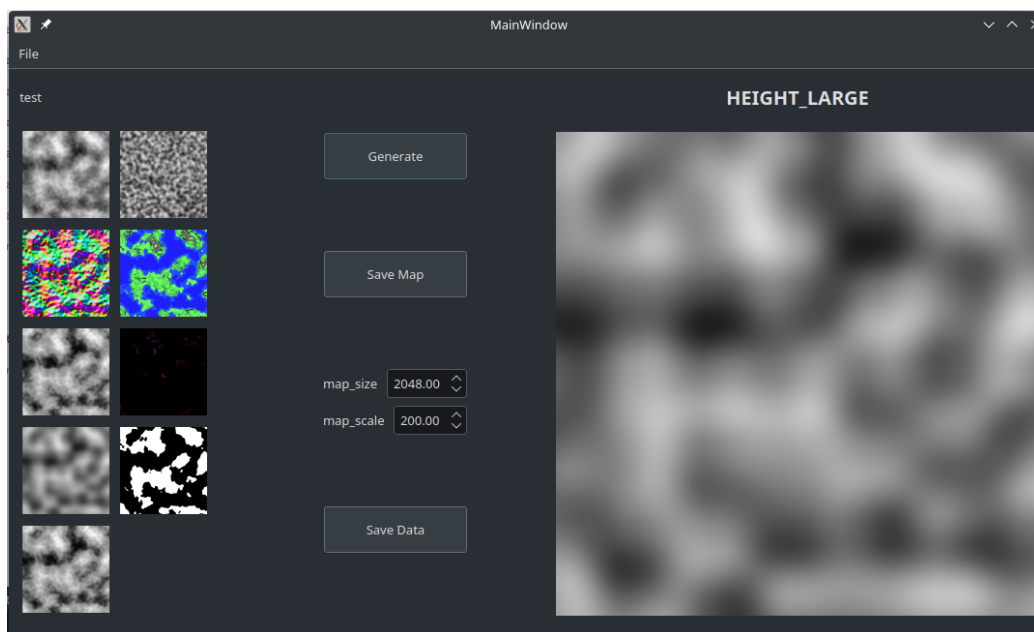 MainWindow
File
test
HEIGHT_LARGE
Generate
Save Map
map_size 2048.00
map_scale 200.00
Save Data